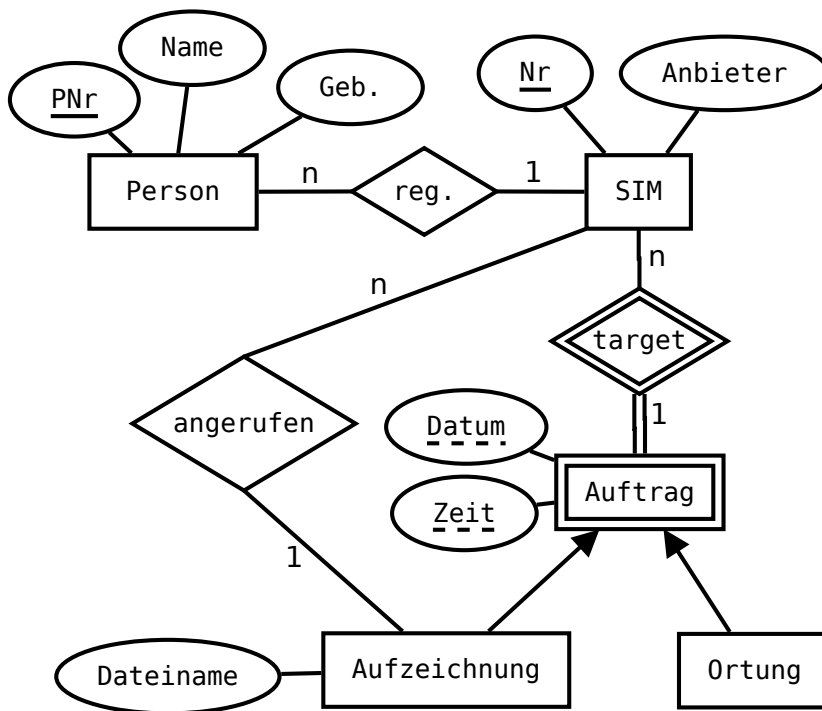 Name
PNr
Geb.
Nr
Anbieter
Person
n
reg.
1
SIM
n
n
target
angerufen
Datum
1
Auftrag
Zeit
1
Dateiname
Aufzeichnung
Ortung